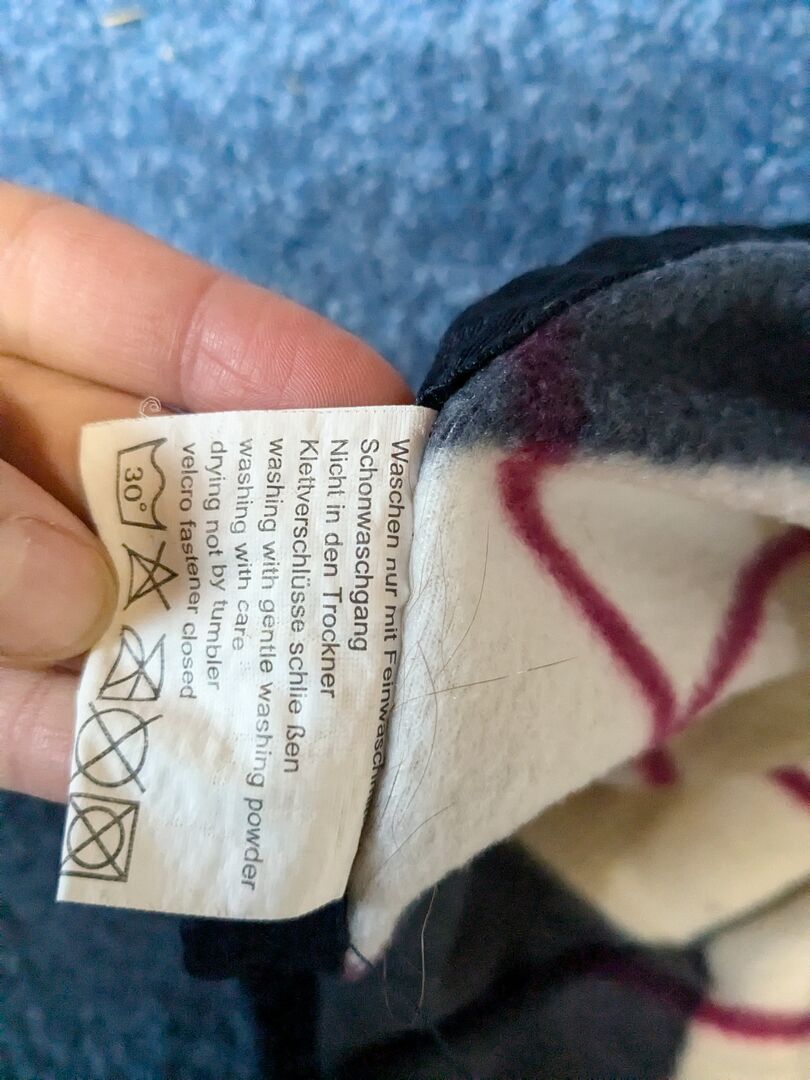 Waschen nur mit
Schonwaschgang
Nicht in den Trockner
Klettverschlüsse schlie ßen
washing with gentle washing powder
washing with care
drying not by tumbler
velcro fastener closed
30°